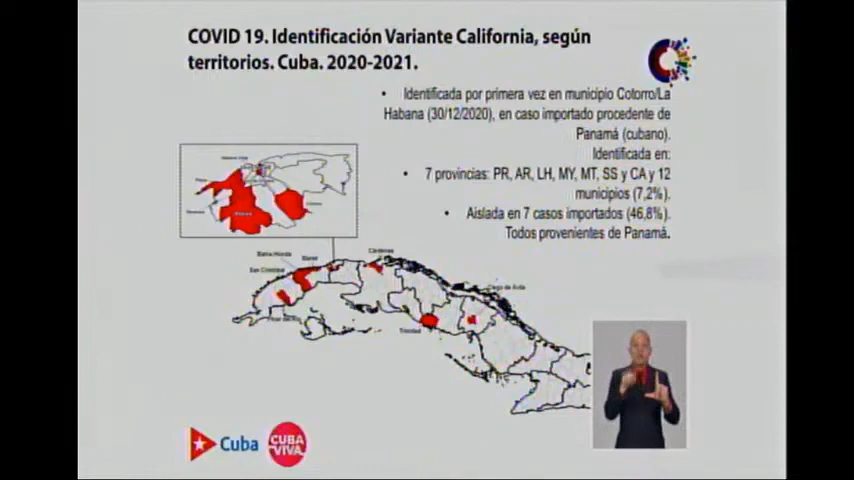 COVID 19. Identificación Variante California, según
territorios. Cuba. 2020-2021.
• Identificada por primera vez en municipio Cotorro/La
Habana (30/12/2020), en caso importado procedente de
Panamá (cubano).
Identificada en:
• 7 provincias: PR, AR, LH, MY, MT, SS y CA y 12
municipios (7,2%).
• Aislada en 7 casos importados (46,8%).
Todos provenientes de Panamá.
Bahía Honda
Mariel
San Cristóbal
Cárdenas
Ciego de Ávila
Trinidad
Cuba
CUBA
VIVA